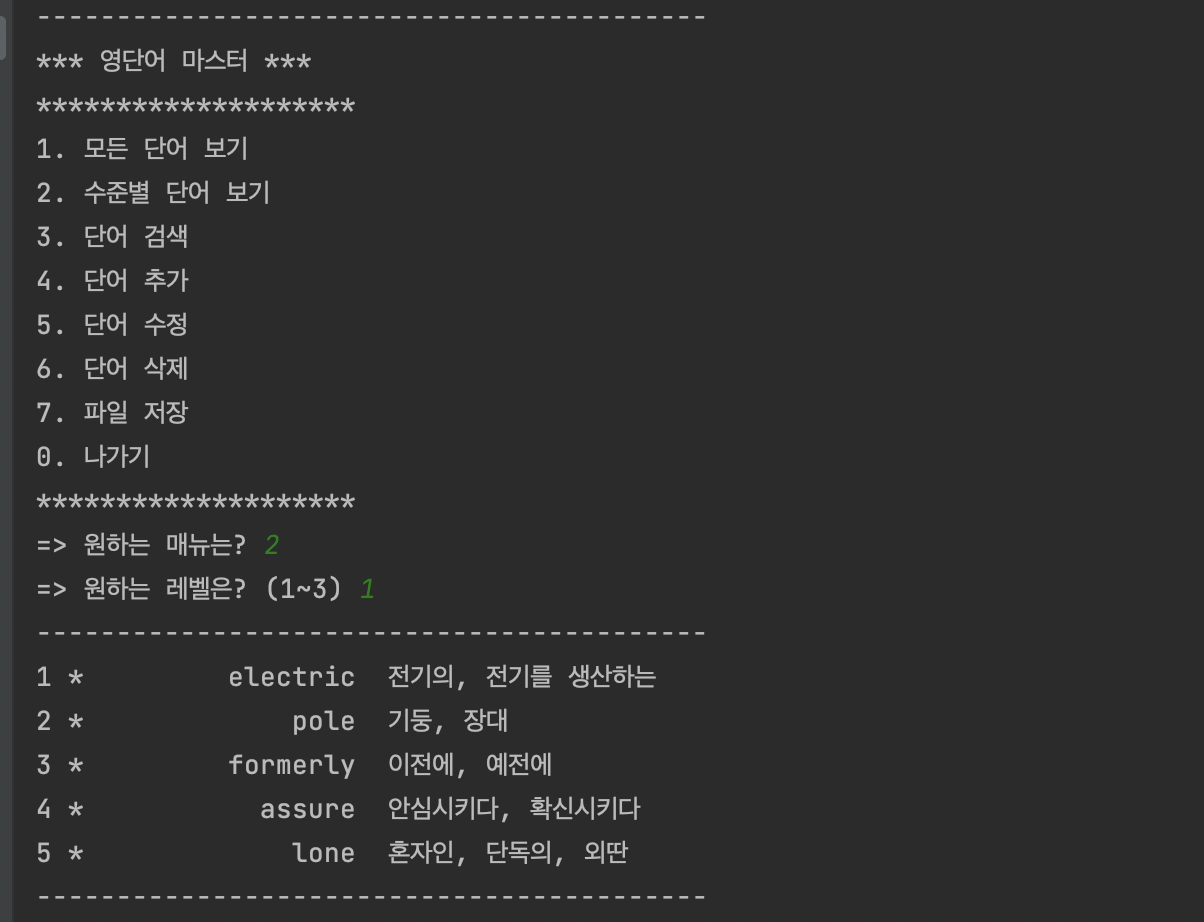 ------------------------------------------
*** 영단어 마스터 ***
********************
1. 모든 단어 보기
2. 수준별 단어 보기
3. 단어 검색
4. 단어 추가
5. 단어 수정
6. 단어 삭제
7. 파일 저장
0. 나가기
********************
=> 원하는 매뉴는? 2
=> 원하는 레벨은? (1~3) 1
------------------------------------------
1 *         electric  전기의, 전기를 생산하는
2 *             pole  기둥, 장대
3 *         formerly  이전에, 예전에
4 *           assure  안심시키다, 확신시키다
5 *             lone  혼자인, 단독의, 외딴
------------------------------------------